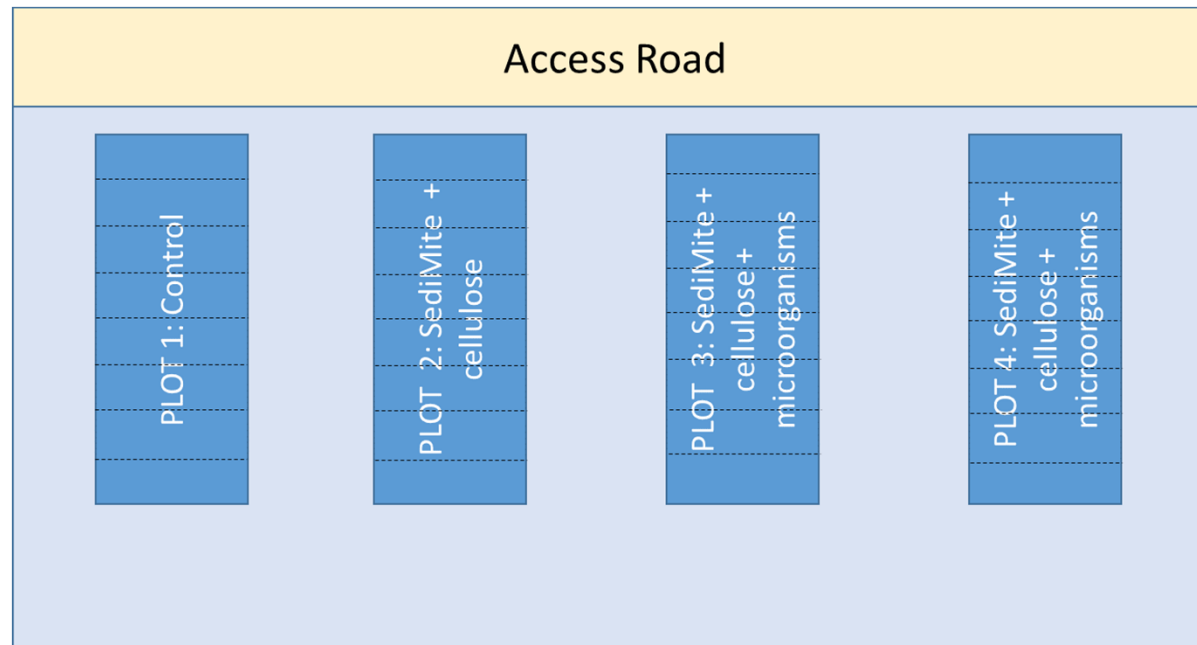 Access Road
PLOT 1: Control
PLOT 2: SediMite +
cellulose
PLOT 3: SediMite +
cellulose +
microorganisms
PLOT 4: SediMite +
cellulose +
microorganisms